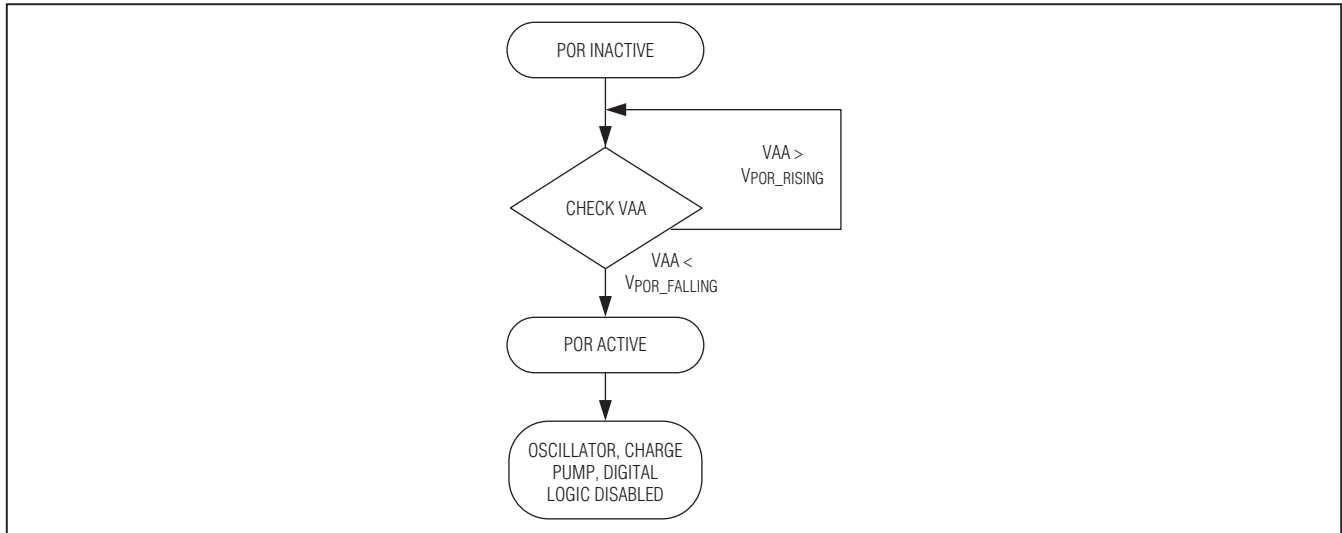 POR INACTIVE
VAA >
VPOR_RISING
CHECK VAA
VAA <
VPOR_FALLING
POR ACTIVE
OSCILLATOR, CHARGE
PUMP, DIGITAL
LOGIC DISABLED